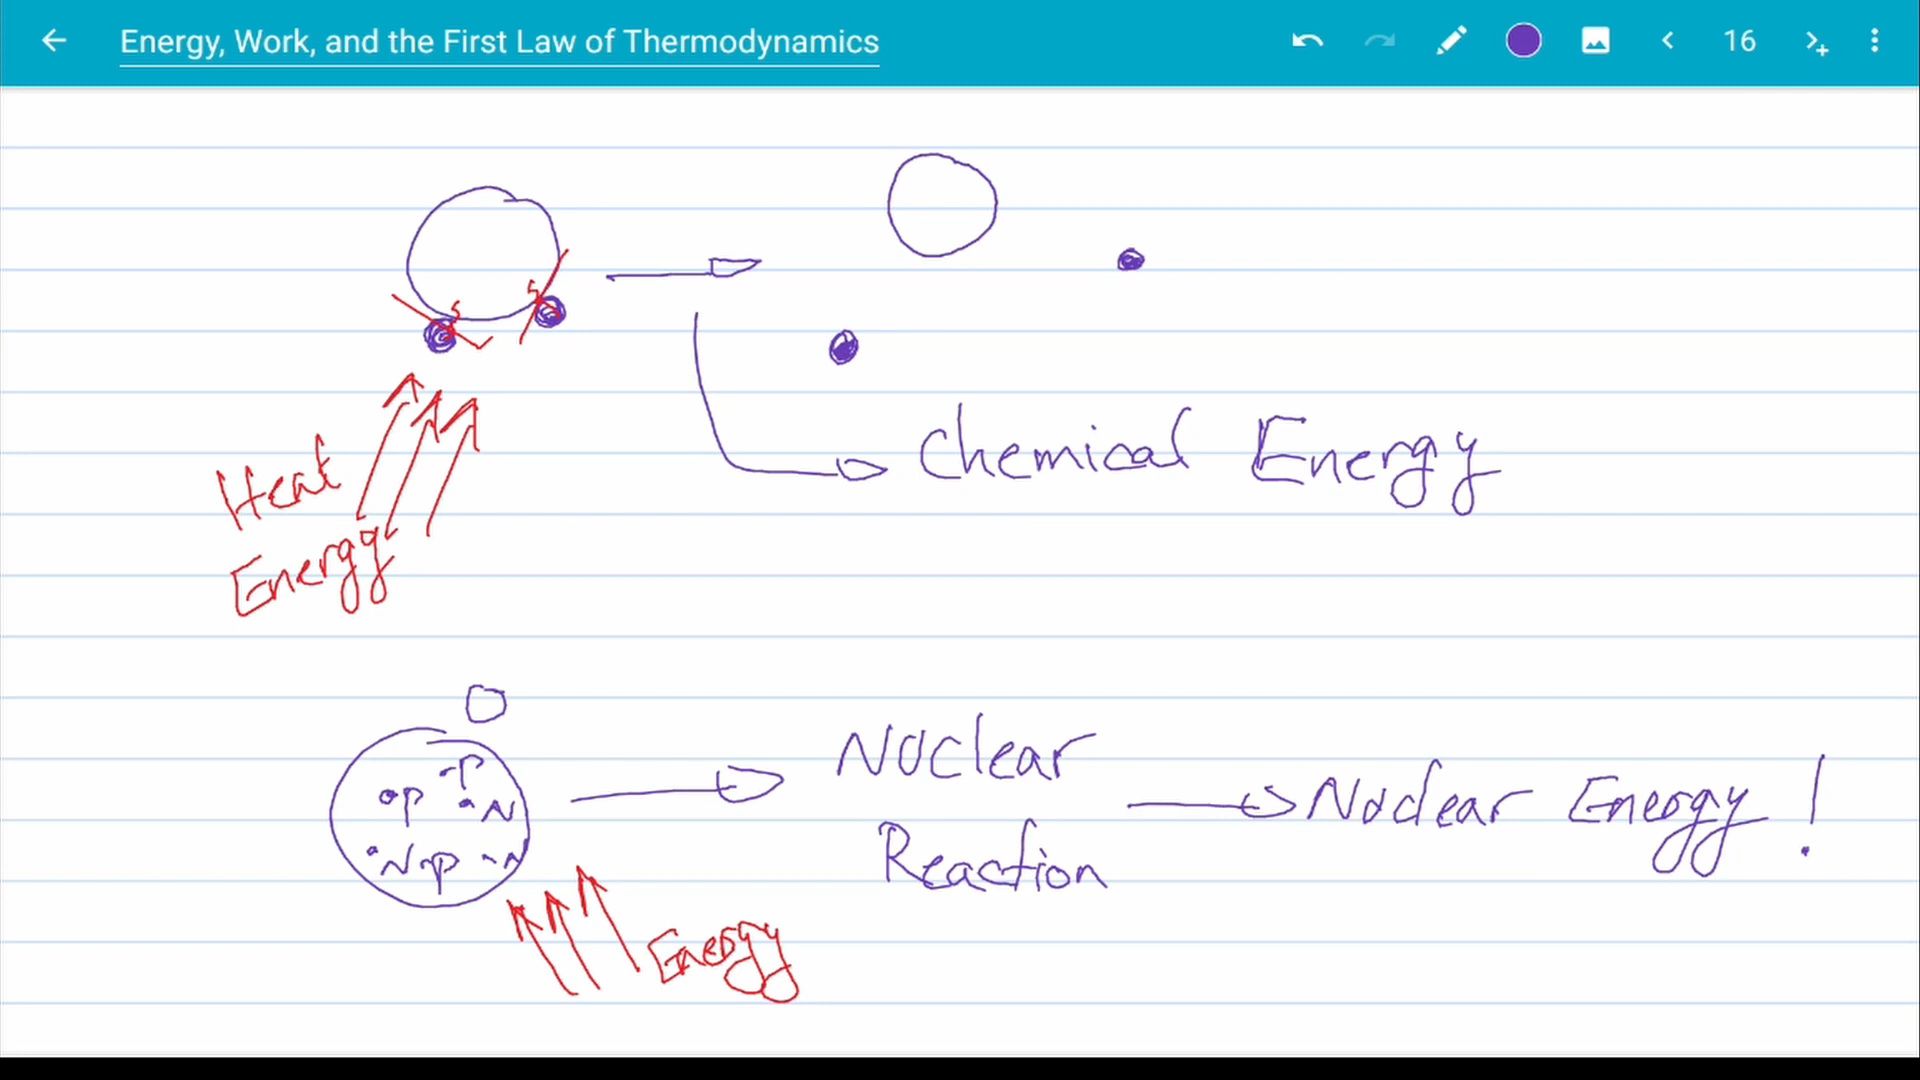 Energy, Work, and the First Law of Thermodynamics
16
Chemical Energy
Heat
Energy
P
P
N
N P N
Nuclear
Reaction
Nuclear Energy!
Energy